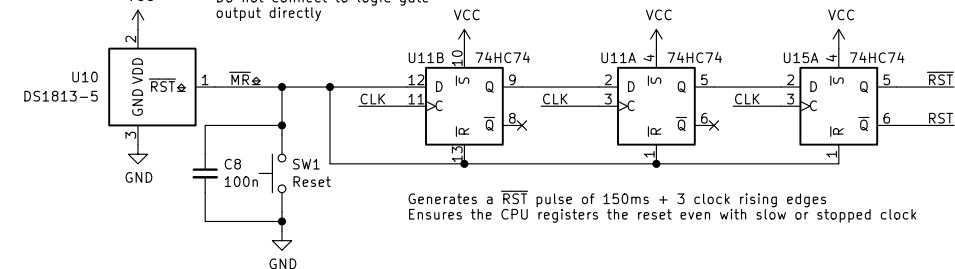 Do not connect to logic gate
output directly
VCC
VCC
VCC
VCC
2
U10
DS1813-5
VDD
GND
RST
1
MR
3
GND
C8
100n
SW1
Reset
GND
U11B
10
74HC74
12
D
S
Q
9
CLK
11
C
Q
8
R
13
U11A
4
74HC74
2
D
S
Q
5
CLK
3
C
Q
6
R
1
U15A
4
74HC74
2
D
S
Q
5
RST
CLK
3
C
Q
6
RST
R
1
Generates a RST pulse of 150ms + 3 clock rising edges
Ensures the CPU registers the reset even with slow or stopped clock